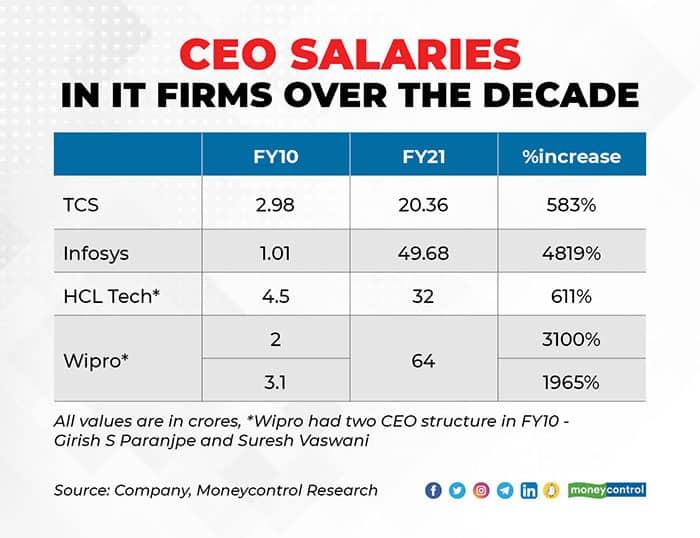 CEO SALARIES
IN IT FIRMS OVER THE DECADE
FY10 FY21 %increase
TCS 2.98 20.36 583%
Infosys 1.01 49.68 4819%
HCL Tech* 4.5 32 611%
Wipro* 2 64 3100%
3.1 1965%
All values are in crores, *Wipro had two CEO structure in FY10 -
Girish S Paranjpe and Suresh Vaswani
Source: Company, Moneycontrol Research
moneycontrol